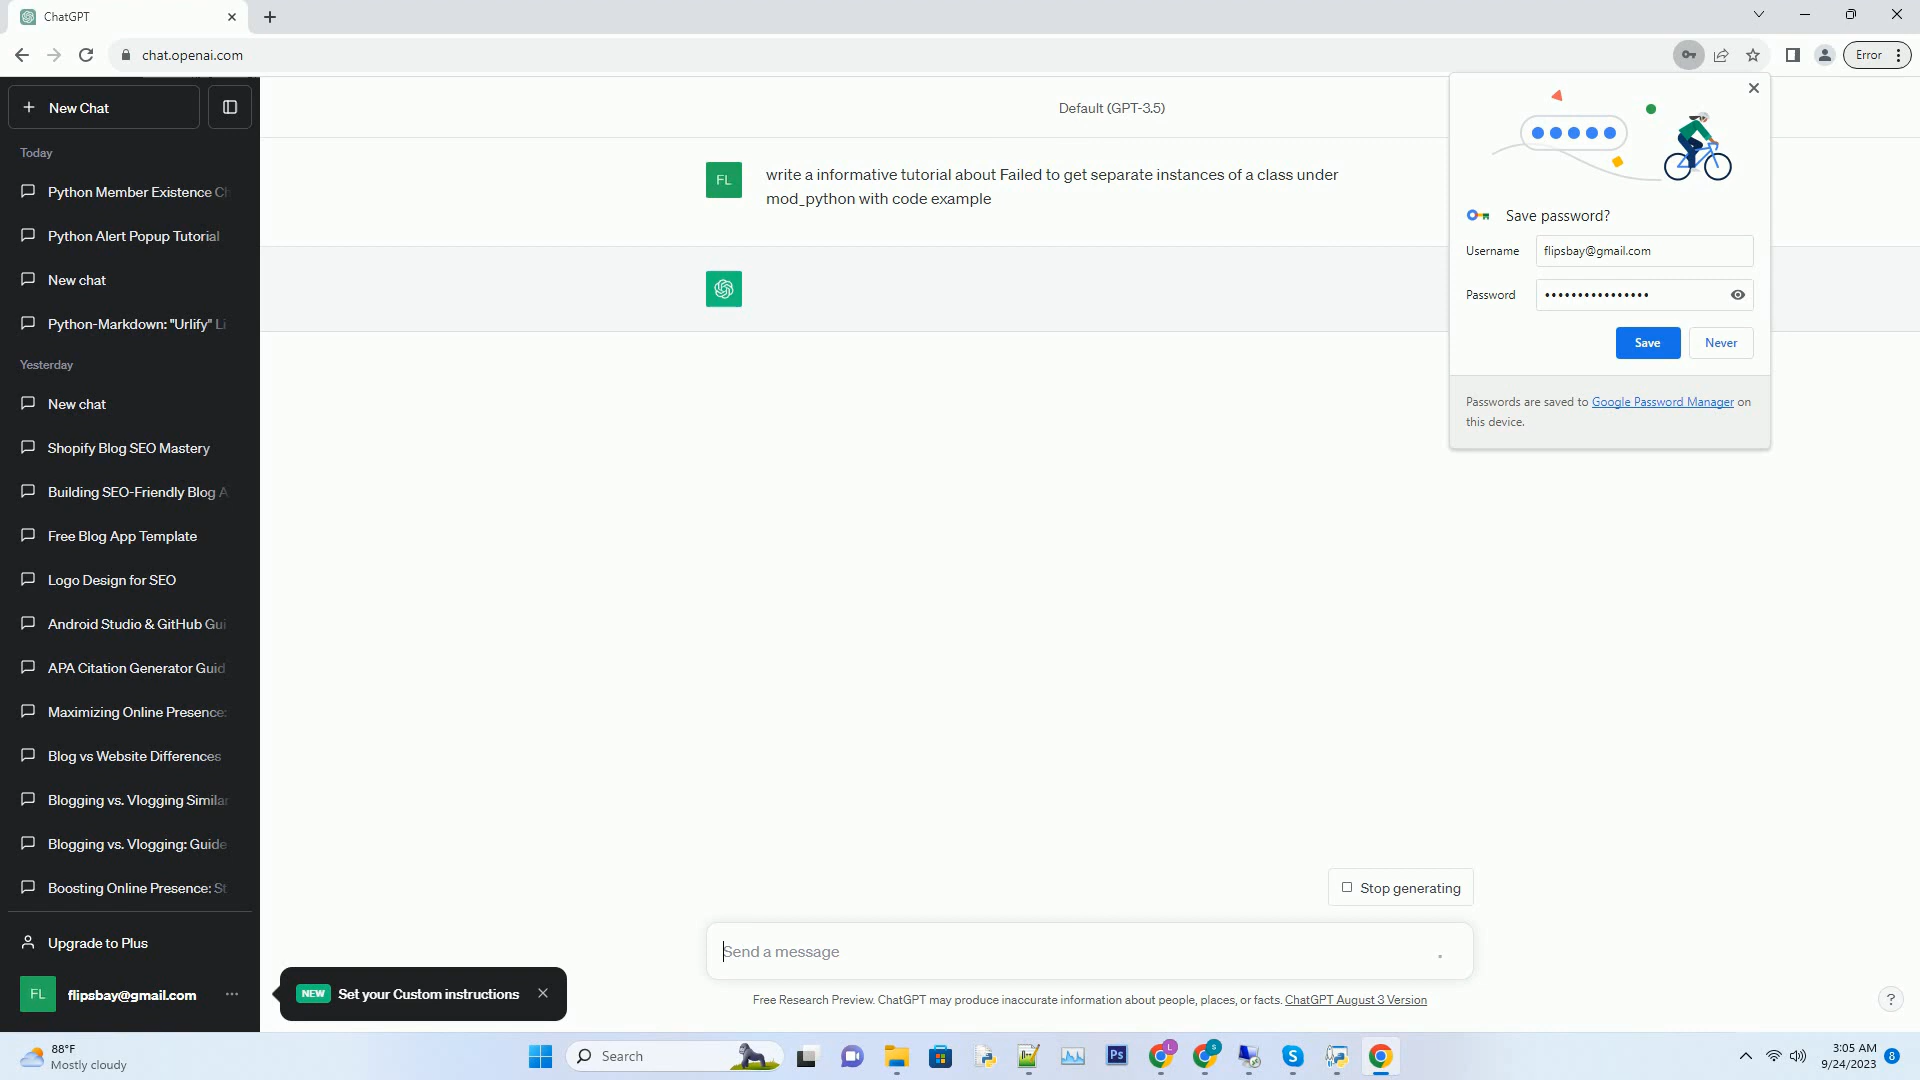 ChatGPT
chat.openai.com
Error
New Chat
Default (GPT-3.5)
Today
Python Member Existence Ch
Python Alert Popup Tutorial
New chat
Python-Markdown: "Urlify" Li
Yesterday
New chat
Shopify Blog SEO Mastery
Building SEO-Friendly Blog A
Free Blog App Template
Logo Design for SEO
Android Studio & GitHub Gui
APA Citation Generator Guid
Maximizing Online Presence:
Blog vs Website Differences
Blogging vs. Vlogging Similar
Blogging vs. Vlogging: Guide
Boosting Online Presence: St
Upgrade to Plus
FL
flipsbay@gmail.com
NEW Set your Custom instructions
FL
write a informative tutorial about Failed to get separate instances of a class under
mod_python with code example
Save password?
Username flipsbay@gmail.com
Password ••••••••••••••••
Save Never
Passwords are saved to Google Password Manager on
this device.
Stop generating
Send a message
Free Research Preview. ChatGPT may produce inaccurate information about people, places, or facts. ChatGPT August 3 Version
?
88°F
Mostly cloudy
Search
Ps
L
S
3:05 AM
9/24/2023
8